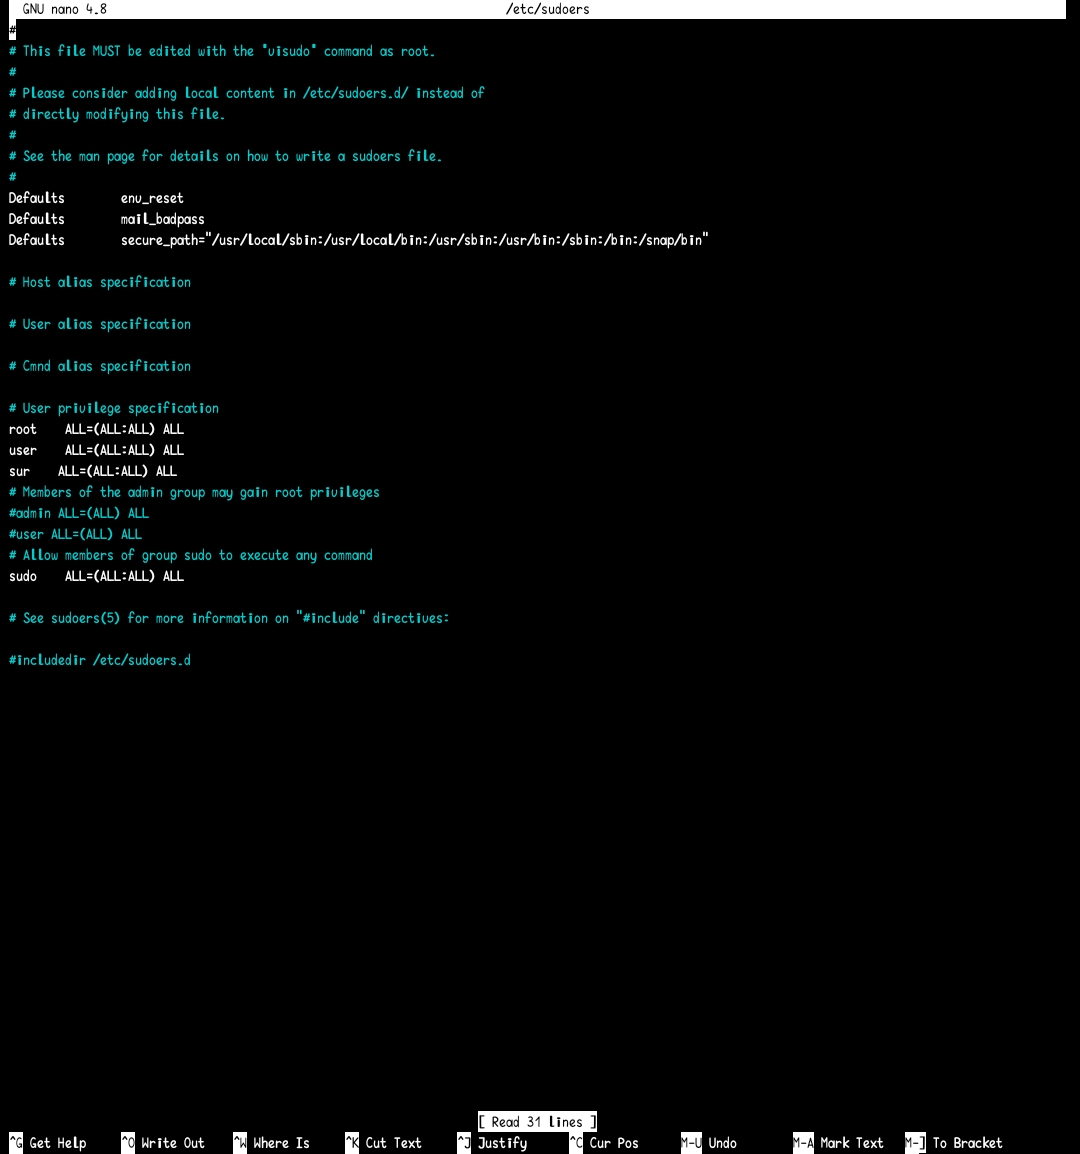 GNU nano 4.8 /etc/sudoers
#
# This file MUST be edited with the 'visudo' command as root.
#
# Please consider adding local content in /etc/sudoers.d/ instead of
# directly modifying this file.
#
# See the man page for details on how to write a sudoers file.
#
Defaults env_reset
Defaults mail_badpass
Defaults secure_path="/usr/local/sbin:/usr/local/bin:/usr/sbin:/usr/bin:/sbin:/bin:/snap/bin"
# Host alias specification
# User alias specification
# Cmnd alias specification
# User privilege specification
root ALL=(ALL:ALL) ALL
user ALL=(ALL:ALL) ALL
sur ALL=(ALL:ALL) ALL
# Members of the admin group may gain root privileges
#admin ALL=(ALL) ALL
#user ALL=(ALL) ALL
# Allow members of group sudo to execute any command
sudo ALL=(ALL:ALL) ALL
# See sudoers(5) for more information on "#include" directives:
#includedir /etc/sudoers.d
[ Read 31 lines ]
^G Get Help ^O Write Out ^W Where Is ^K Cut Text ^J Justify ^C Cur Pos M-U Undo M-A Mark Text M-] To Bracket